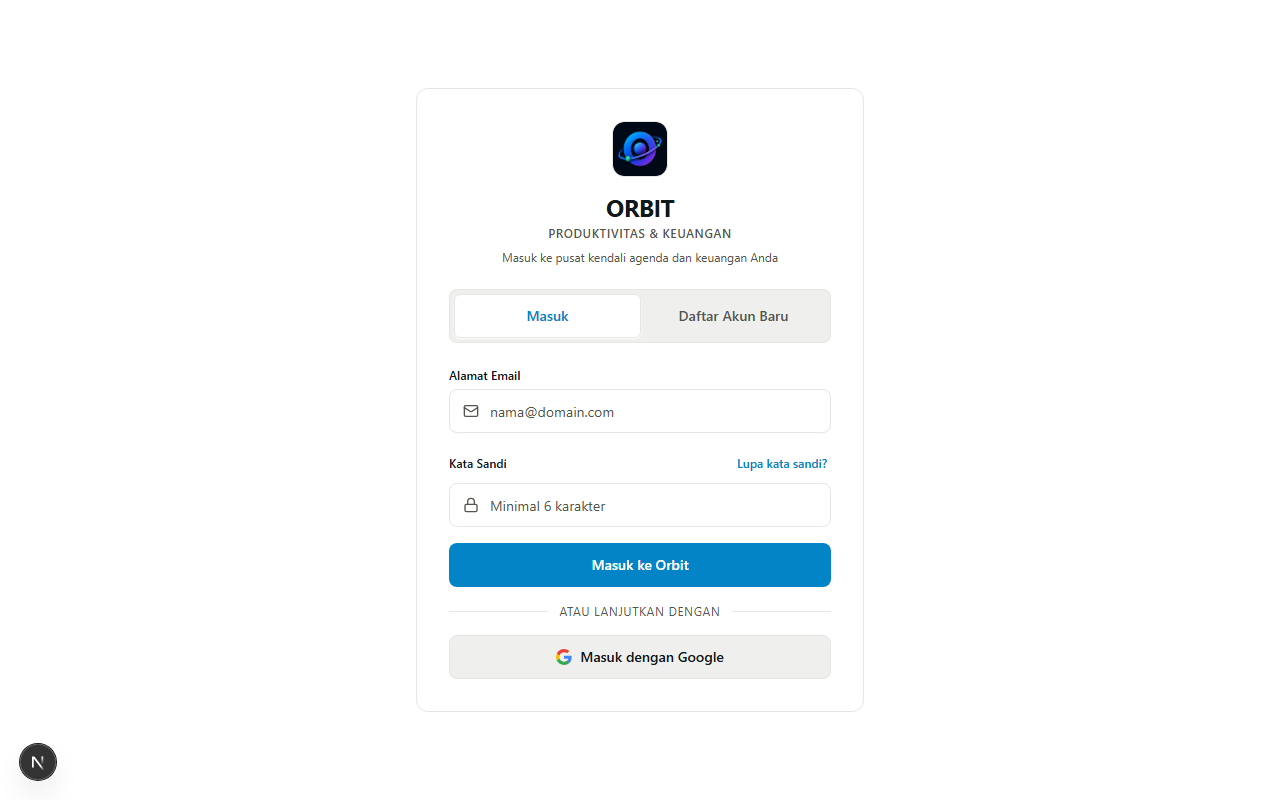 ORBIT
PRODUKTIVITAS & KEUANGAN
Masuk ke pusat kendali agenda dan keuangan Anda
Masuk
Daftar Akun Baru
Alamat Email
nama@domain.com
Kata Sandi
Lupa kata sandi?
Minimal 6 karakter
Masuk ke Orbit
ATAU LANJUTKAN DENGAN
Masuk dengan Google
N